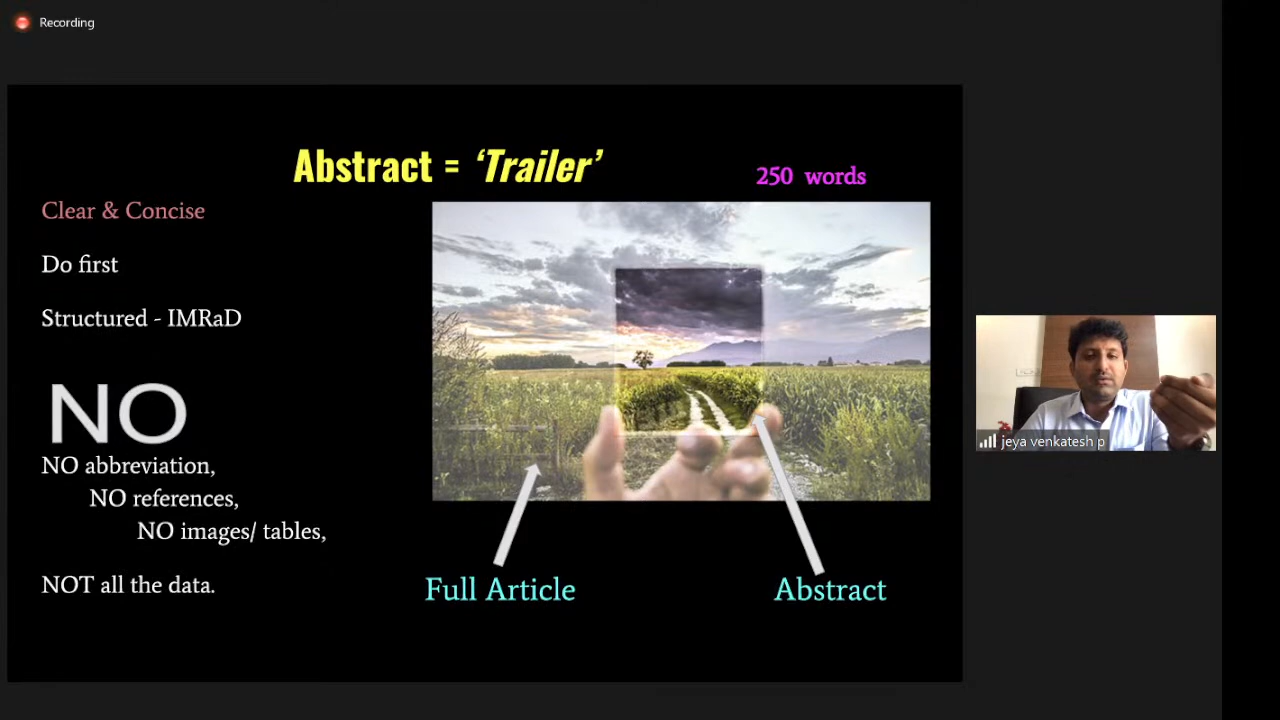 Recording
Abstract = ‘Trailer’
250 words
Clear & Concise
Do first
Structured - IMRaD
NO
NO abbreviation,
NO references,
NO images/ tables,
NOT all the data.
Full Article
Abstract
jeya venkatesh p